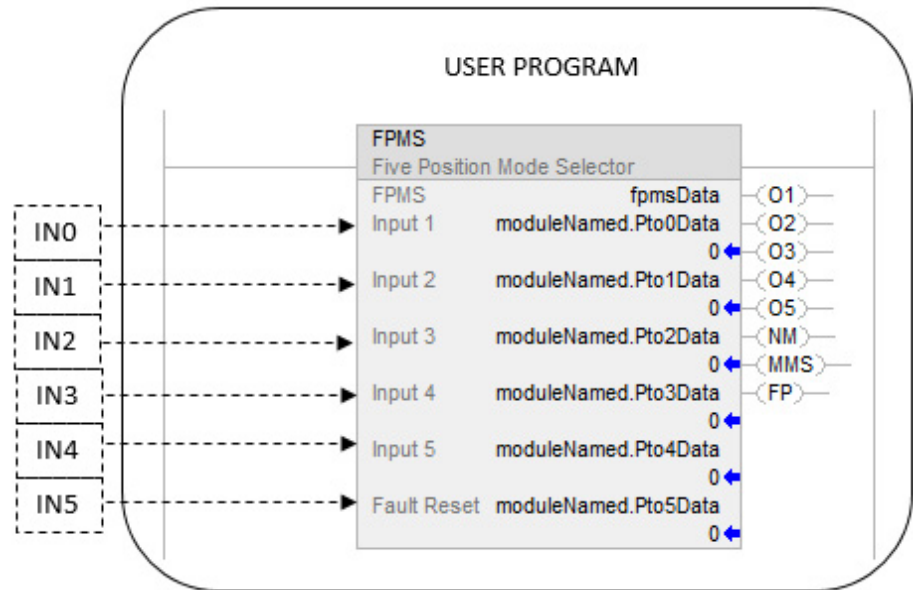 USER PROGRAM
FPMS
Five Position Mode Selector
FPMS fpmsData O1
IN0 Input 1 moduleNamed.Pto0Data O2
0 O3
IN1 Input 2 moduleNamed.Pto1Data O4
0 O5
IN2 Input 3 moduleNamed.Pto2Data NM
0 MMS
IN3 Input 4 moduleNamed.Pto3Data FP
0
IN4 Input 5 moduleNamed.Pto4Data
0
IN5 Fault Reset moduleNamed.Pto5Data
0